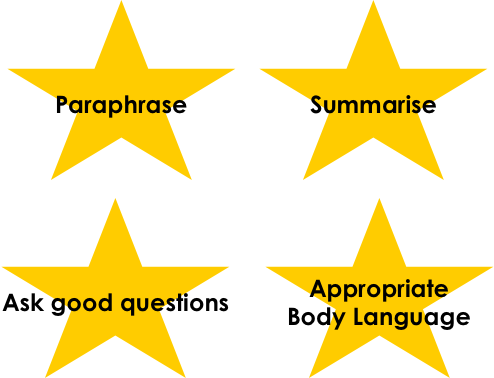 Paraphrase
Summarise
Ask good questions
Appropriate
Body Language